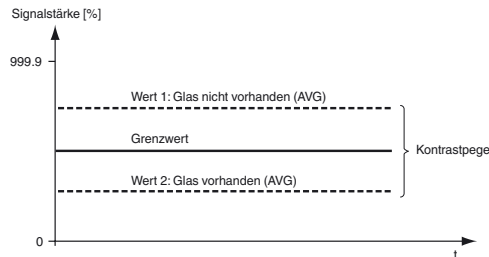 Signalstärke [%]
999.9
Wert 1: Glas nicht vorhanden (AVG)
Grenzwert
Kontrastpege
Wert 2: Glas vorhanden (AVG)
0
t